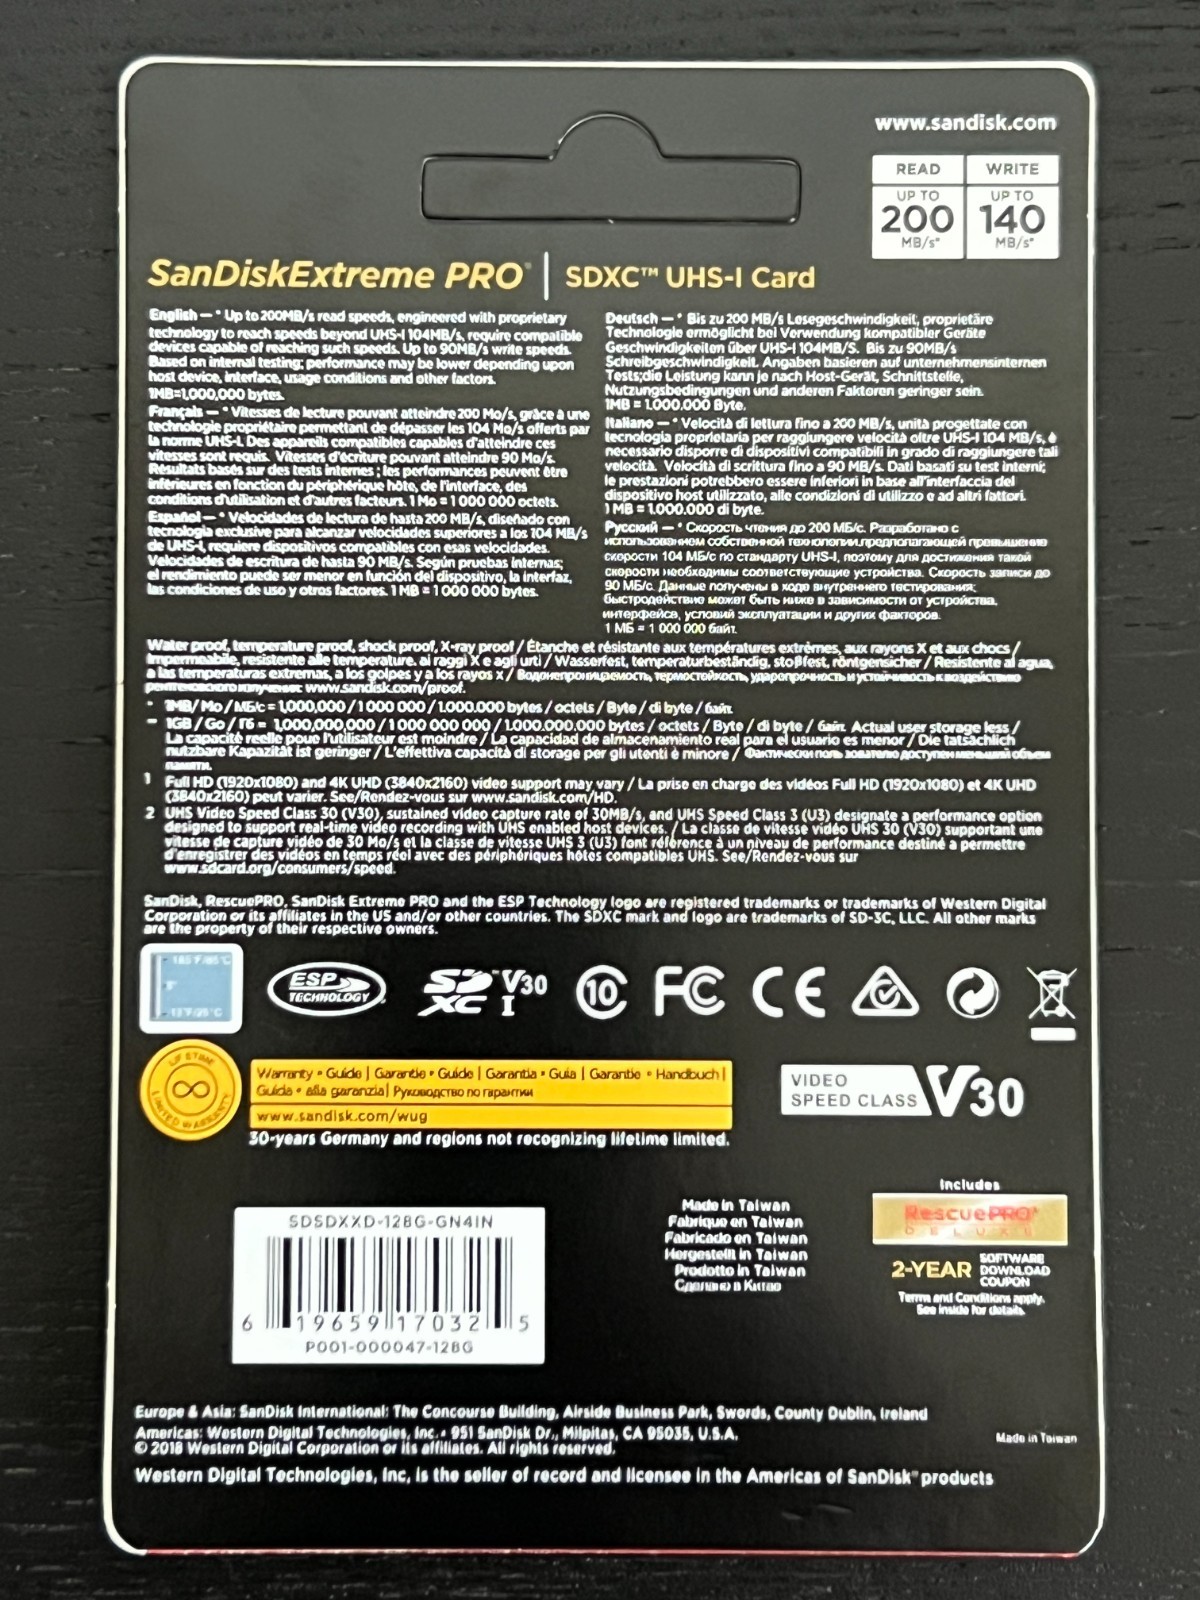 www.sandisk.com
READ WRITE
UP TO UP TO
200 140
MB/s* MB/s*
SanDiskExtreme PRO® | SDXC™ UHS-I Card
English — * Up to 200MB/s read speeds, engineered with proprietary
technology to reach speeds beyond UHS-I 104MB/s, require compatible
devices capable of reaching such speeds. Up to 90MB/s write speeds.
Based on internal testing; performance may be lower depending upon
host device, interface, usage conditions and other factors.
1MB=1,000,000 bytes.
Français — * Vitesses de lecture pouvant atteindre 200 Mo/s, grâce à une
technologie propriétaire permettant de dépasser les 104 Mo/s offerts par
la norme UHS-I. Des appareils compatibles capables d'atteindre ces
vitesses sont requis. Vitesses d'écriture pouvant atteindre 90 Mo/s.
Résultats basés sur des tests internes ; les performances peuvent être
inférieures en fonction du périphérique hôte, de l'interface, des
conditions d'utilisation et d'autres facteurs. 1 Mo = 1 000 000 octets.
Español — * Velocidades de lectura de hasta 200 MB/s, diseñado con
tecnologia exclusive para alcanzar velocidades superiores a los 104 MB/s
de UHS-I, requiere dispositivos compatibles con esas velocidades.
Velocidades de escritura de hasta 90 MB/s. Según pruebas internas;
el rendimiento puede ser menor en función del dispositivo, la interfaz,
las condiciones de uso y otros factores. 1 MB = 1 000 000 bytes.
Deutsch — * Bis zu 200 MB/s Lesegeschwindigkeit, proprietäre
Technologie ermöglicht bei Verwendung kompatibler Geräte
Geschwindigkeiten über UHS-I 104MB/S. Bis zu 90MB/s
Schreibgeschwindigkeit. Angaben basieren auf unternehmensinternen
Tests;die Leistung kann je nach Host-Gerät, Schnittstelle,
Nutzungsbedingungen und anderen Faktoren geringer sein.
1MB = 1.000.000 Byte.
Italiano — * Velocità di lettura fino a 200 MB/s, unità progettate con
tecnologia proprietaria per raggiungere velocità oltre UHS-I 104 MB/s, è
necessario disporre di dispositivi compatibili in grado di raggiungere tali
velocità. Velocità di scrittura fino a 90 MB/s. Dati basati su test interni;
le prestazioni potrebbero essere inferiori in base all'interfaccia del
dispositivo host utilizzato, alle condizioni di utilizzo e ad altri fattori.
1 MB = 1.000.000 di byte.
Русский — * Скорость чтения до 200 МБ/с. Разработано с
использованием собственной технологии,предполагающей превышение
скорости 104 МБ/с по стандарту UHS-I, поэтому для достижения такой
скорости необходимы соответствующие устройства. Скорость записи до
90 МБ/с. Данные получены в ходе внутреннего тестирования;
быстродействие может быть ниже в зависимости от устройства,
интерфейса, условий эксплуатации и других факторов.
1 МБ = 1 000 000 байт.
Water proof, temperature proof, shock proof, X-ray proof / Étanche et résistante aux températures extrêmes, aux rayons X et aux chocs /
Impermeabile, resistente alle temperature. ai raggi X e agli urti / Wasserfest, temperaturbeständig, stoßfest, röntgensicher / Resistente al agua,
a las temperaturas extremas, a los golpes y a los rayos x / Водонепроницаемость, термостойкость, ударопрочность и устойчивость к воздействию
рентгеновского излучения: www.sandisk.com/proof.
* 1MB/Mo/МБ/с = 1,000,000 / 1 000 000 / 1.000.000 bytes / octets / Byte / di byte / байт.
– 1GB / Go / Гб = 1,000,000,000 / 1 000 000 000 / 1.000.000.000 bytes / octets / Byte / di byte / байт. Actual user storage less /
La capacité réelle pour l'utilisateur est moindre / La capacidad de almacenamiento real para el usuario es menor / Die tatsächlich
nutzbare Kapazität ist geringer / L'effettiva capacità di storage per gli utenti è minore / Фактически поль зователю доступен меньший объем
памяти.
1 Full HD (1920x1080) and 4K UHD (3840x2160) video support may vary / La prise en charge des vidéos Full HD (1920x1080) et 4K UHD
(3840x2160) peut varier. See/Rendez-vous sur www.sandisk.com/HD.
2 UHS Video Speed Class 30 (V30), sustained video capture rate of 30MB/s, and UHS Speed Class 3 (U3) designate a performance option
designed to support real-time video recording with UHS enabled host devices. / La classe de vitesse vidéo UHS 30 (V30) supportant une
vitesse de capture vidéo de 30 Mo/s et la classe de vitesse UHS 3 (U3) font référence à un niveau de performance destiné a permettre
d'enregistrer des vidéos en temps réel avec des périphériques hôtes compatibles UHS. See/Rendez-vous sur
www.sdcard.org/consumers/speed.
SanDisk, RescuePRO, SanDisk Extreme PRO and the ESP Technology logo are registered trademarks or trademarks of Western Digital
Corporation or its affiliates in the US and/or other countries. The SDXC mark and logo are trademarks of SD-3C, LLC. All other marks
are the property of their respective owners.
ESP TECHNOLOGY SD XC™ V30 I 10 FC CE
LIFETIME LIMITED WARRANTY
Warranty • Guide | Garantie • Guide | Garantia • Guia | Garantie • Handbuch |
Guida • alla garanzia | Руководство по гарантии
www.sandisk.com/wug
30-years Germany and regions not recognizing lifetime limited.
VIDEO SPEED CLASS V30
SDSDXXD-128G-GN4IN
6 19659 17032 5
P001-000047-128G
Made in Taiwan
Fabrique en Taiwan
Fabricado en Taiwan
Hergestellt in Taiwan
Prodotto in Taiwan
Сделано в Китае
Includes
RescuePRO®
DELUXE
2-YEAR SOFTWARE DOWNLOAD COUPON
Terms and Conditions apply.
See inside for details.
Europe & Asia: SanDisk International: The Concourse Building, Airside Business Park, Swords, County Dublin, Ireland
Americas: Western Digital Technologies, Inc. • 951 SanDisk Dr., Milpitas, CA 95035, U.S.A.
© 2018 Western Digital Corporation or its affiliates. All rights reserved.
Made in Taiwan
Western Digital Technologies, Inc, is the seller of record and licensee in the Americas of SanDisk® products